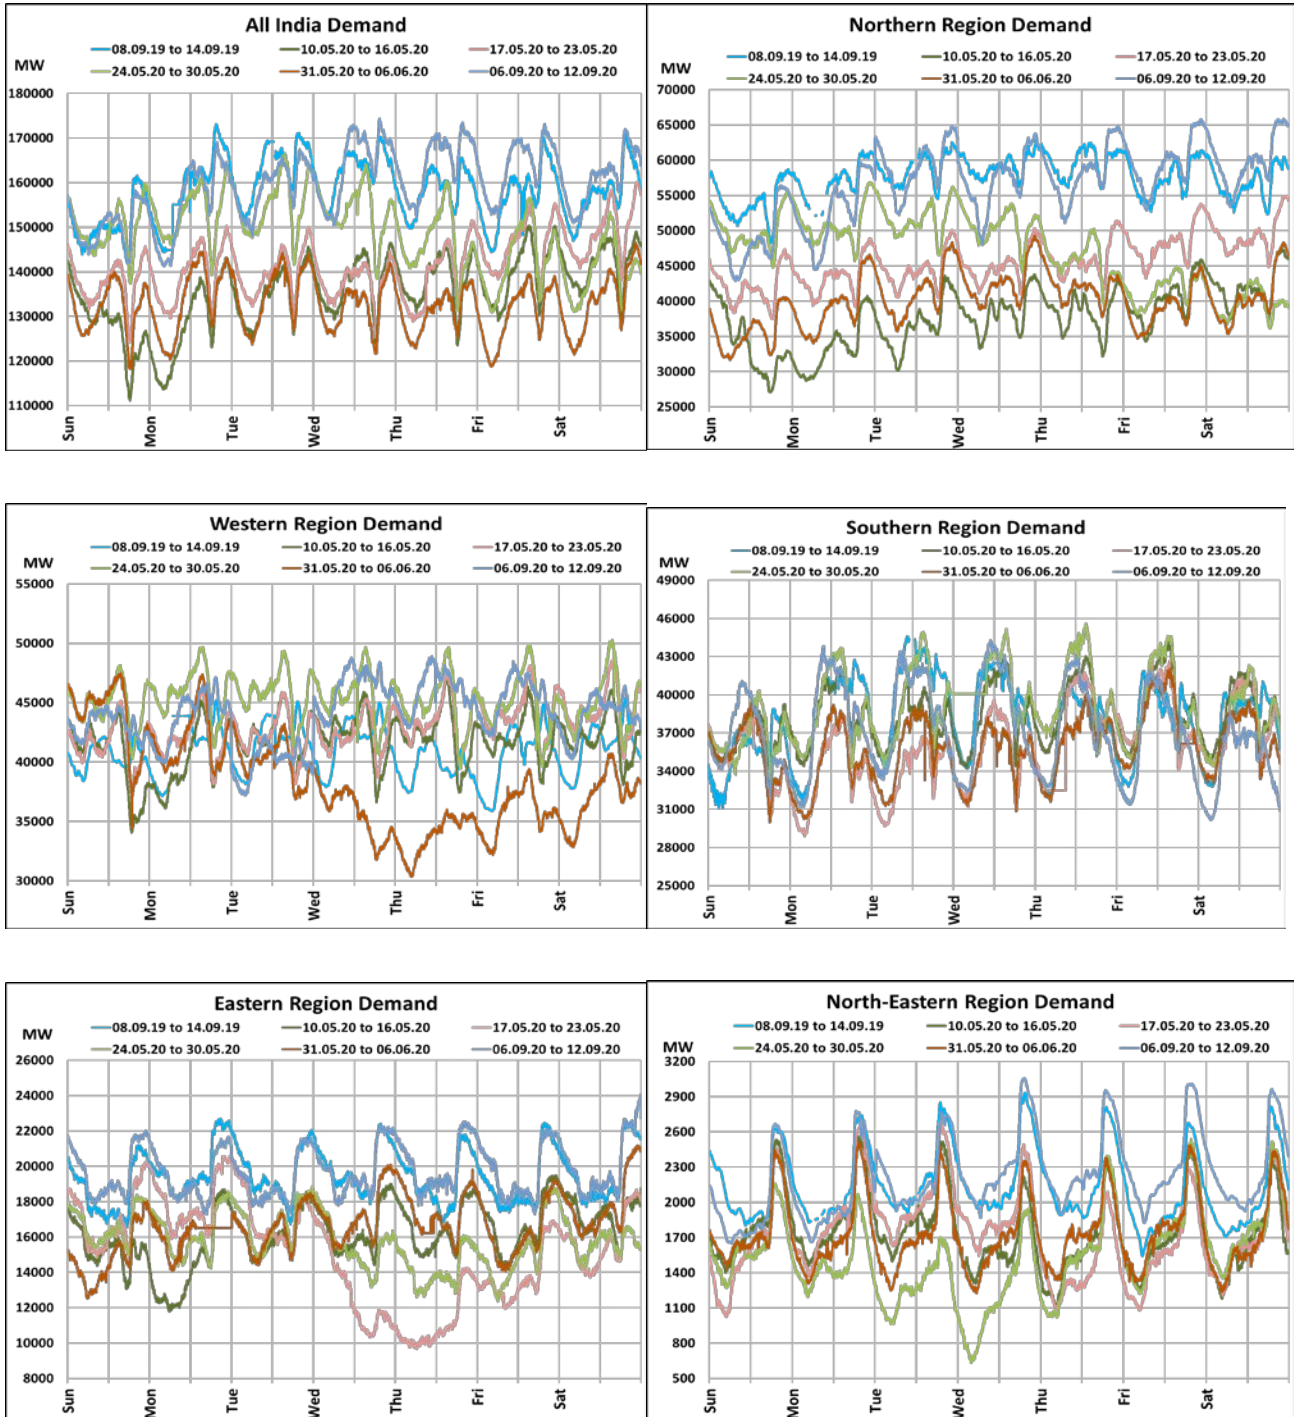 All India Demand
08.09.19 to 14.09.19 10.05.20 to 16.05.20 17.05.20 to 23.05.20
MW 24.05.20 to 30.05.20 31.05.20 to 06.06.20 06.09.20 to 12.09.20
180000
170000
160000
150000
140000
130000
120000
110000
Sun Mon Tue Wed Thu Fri Sat
Northern Region Demand
08.09.19 to 14.09.19 10.05.20 to 16.05.20 17.05.20 to 23.05.20
MW 24.05.20 to 30.05.20 31.05.20 to 06.06.20 06.09.20 to 12.09.20
70000
65000
60000
55000
50000
45000
40000
35000
30000
25000
Sun Mon Tue Wed Thu Fri Sat
Western Region Demand
08.09.19 to 14.09.19 10.05.20 to 16.05.20 17.05.20 to 23.05.20
MW 24.05.20 to 30.05.20 31.05.20 to 06.06.20 06.09.20 to 12.09.20
55000
50000
45000
40000
35000
30000
Sun Mon Tue Wed Thu Fri Sat
Southern Region Demand
08.09.19 to 14.09.19 10.05.20 to 16.05.20 17.05.20 to 23.05.20
MW 24.05.20 to 30.05.20 31.05.20 to 06.06.20 06.09.20 to 12.09.20
49000
46000
43000
40000
37000
34000
31000
28000
25000
Sun Mon Tue Wed Thu Fri Sat
Eastern Region Demand
08.09.19 to 14.09.19 10.05.20 to 16.05.20 17.05.20 to 23.05.20
MW 24.05.20 to 30.05.20 31.05.20 to 06.06.20 06.09.20 to 12.09.20
26000
24000
22000
20000
18000
16000
14000
12000
10000
8000
Sun Mon Tue Wed Thu Fri Sat
North-Eastern Region Demand
08.09.19 to 14.09.19 10.05.20 to 16.05.20 17.05.20 to 23.05.20
MW 24.05.20 to 30.05.20 31.05.20 to 06.06.20 06.09.20 to 12.09.20
3200
2900
2600
2300
2000
1700
1400
1100
800
500
Sun Mon Tue Wed Thu Fri Sat